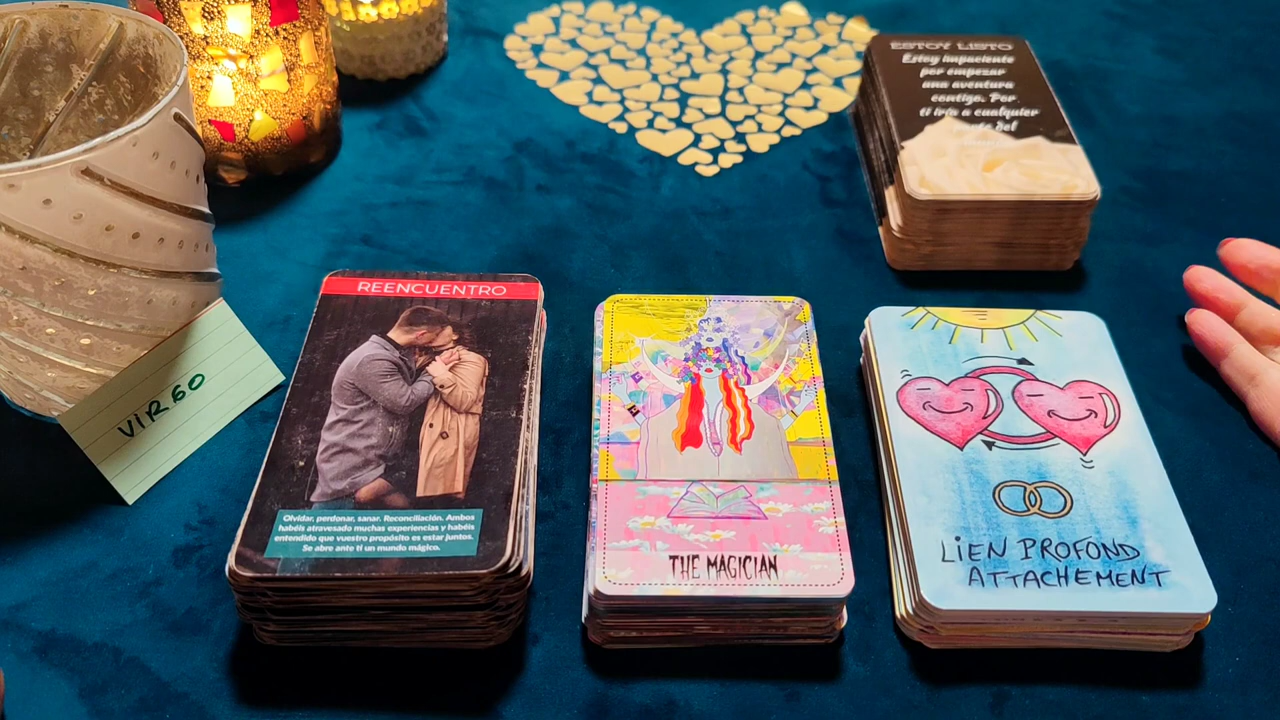 ESTOY LISTO
Estoy impaciente
por empezar
una aventura
contigo. Por
ti iría a cualquier
parte del
REENCUENTRO
VIRGO
Olvidar, perdonar, sanar. Reconciliación. Ambos
habéis atravesado muchas experiencias y habéis
entendido que vuestro propósito es estar juntos.
Se abre ante ti un mundo mágico.
THE MAGICIAN
LIEN PROFOND
ATTACHEMENT